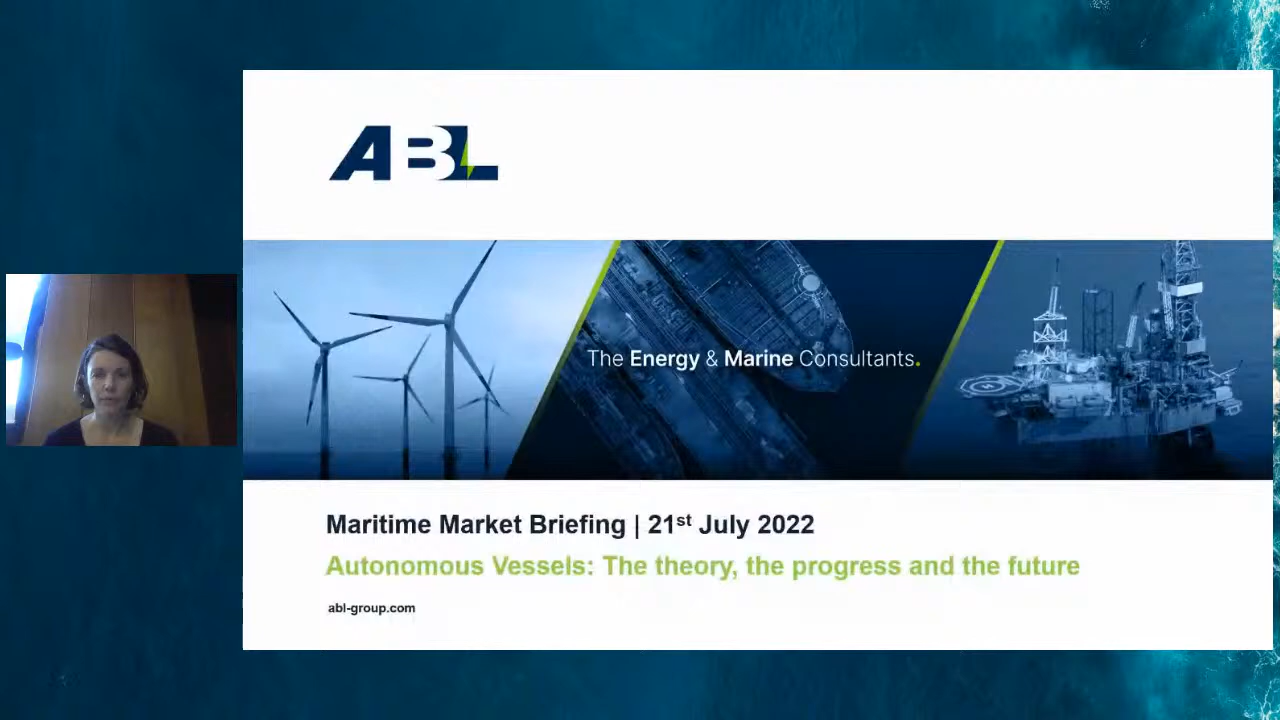 ABL
The Energy & Marine Consultants.
Maritime Market Briefing | 21st July 2022
Autonomous Vessels: The theory, the progress and the future
abl-group.com